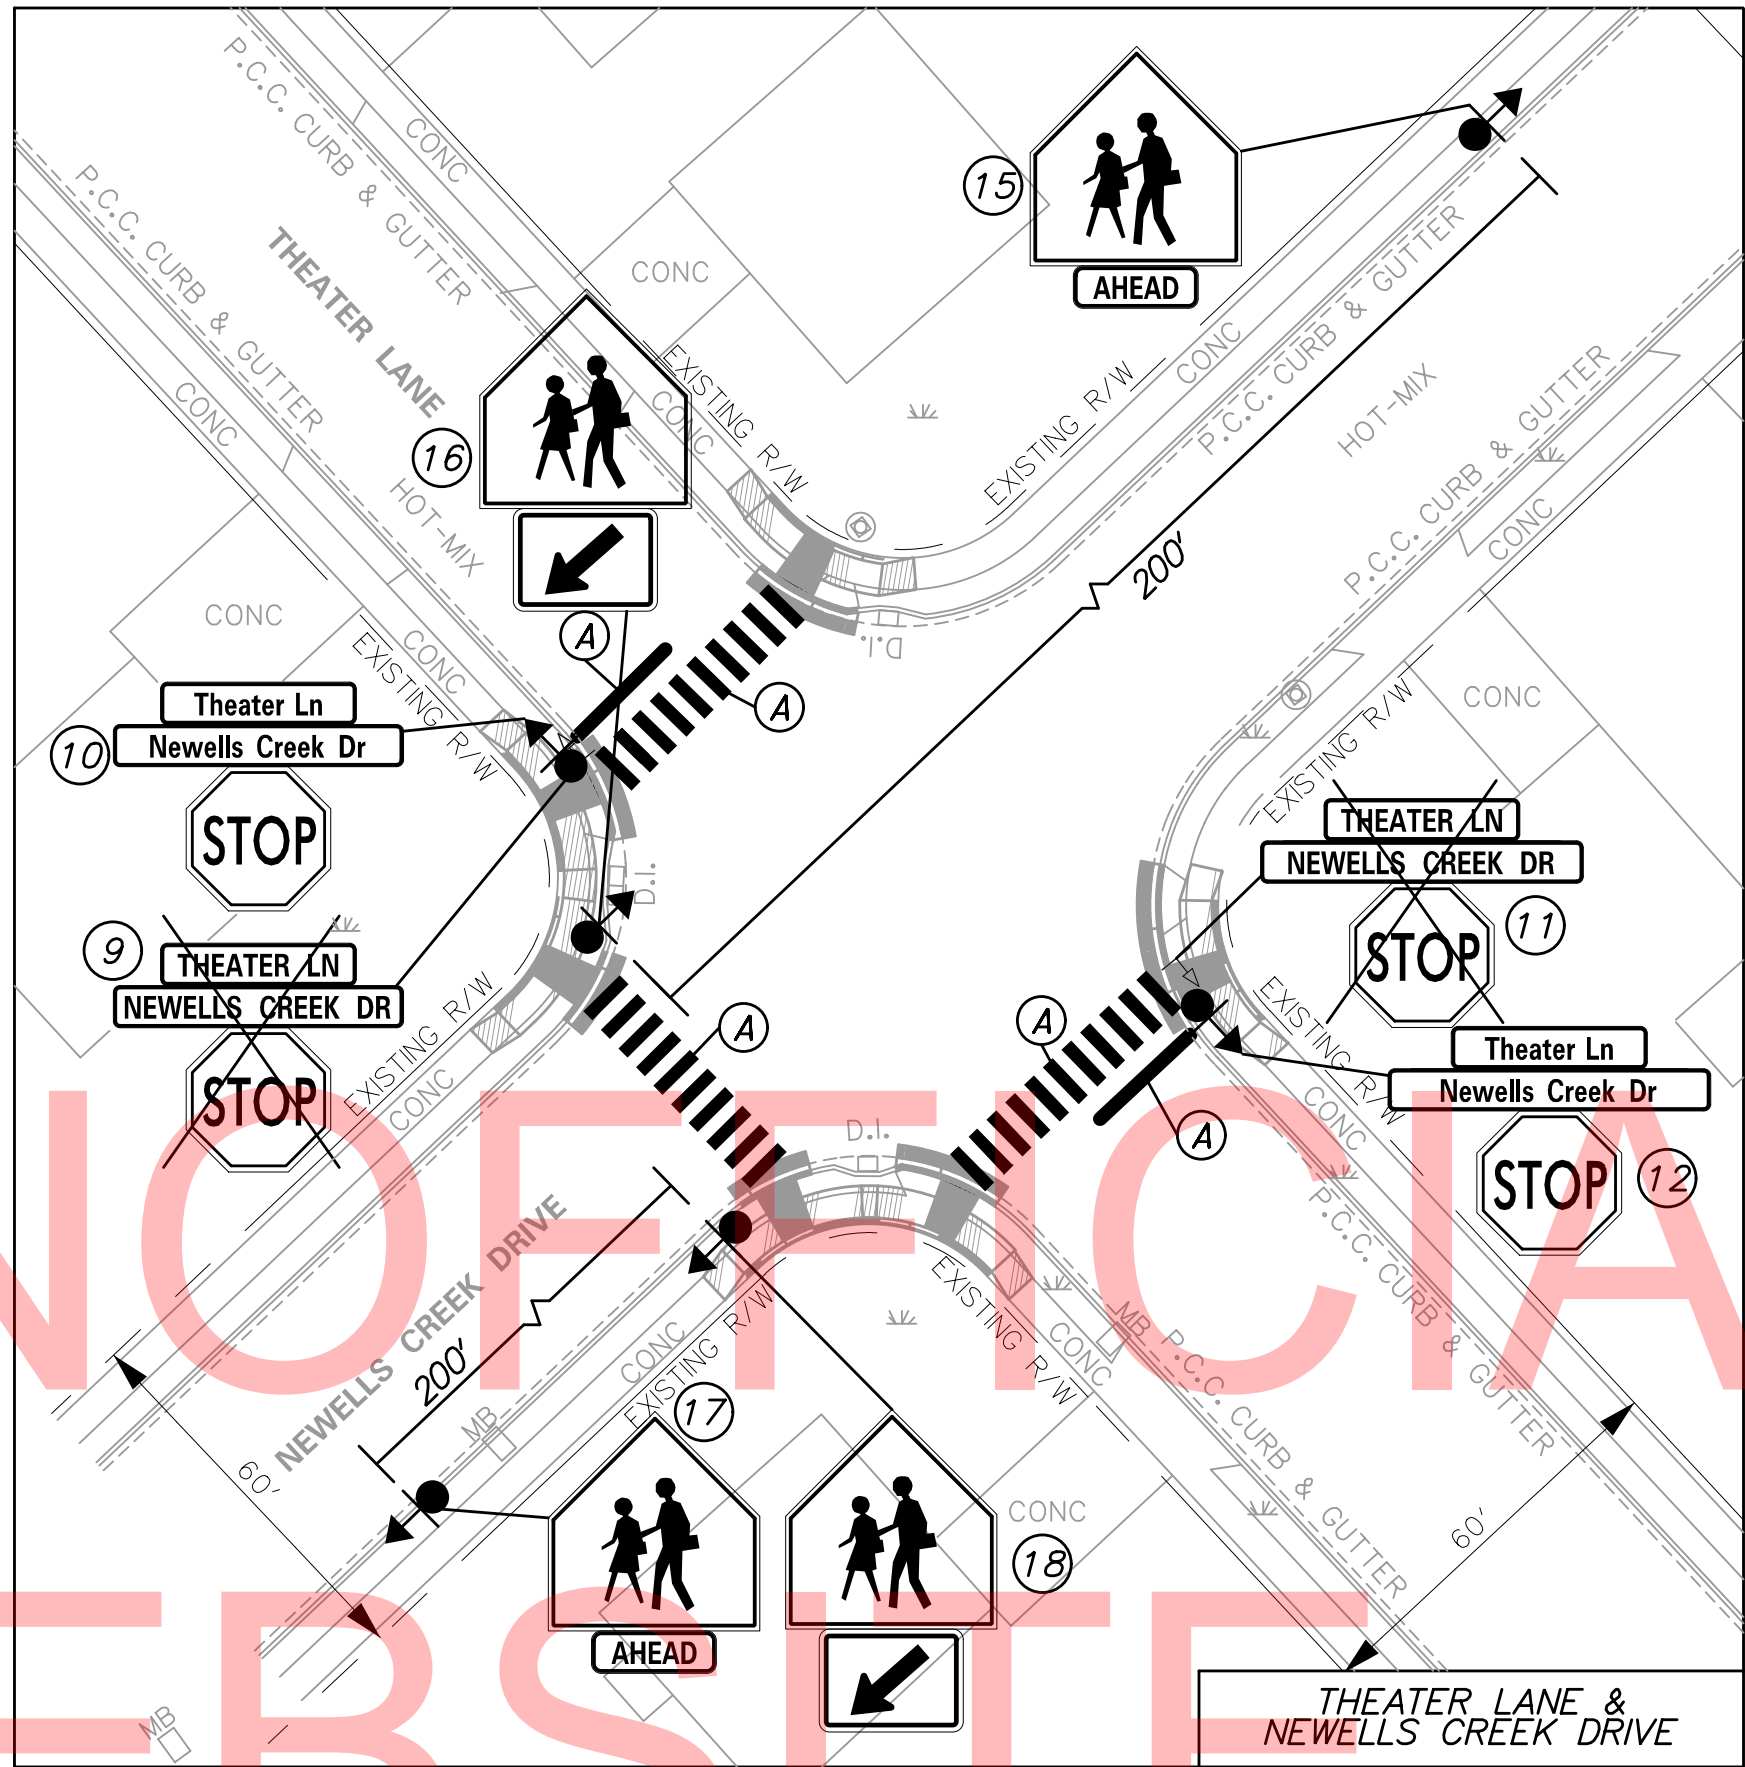 P.C.C. CURB & GUTTER
CONC
15
AHEAD
P.C.C. CURB & GUTTER
THEATER LANE
CONC
CONC
EXISTING R/W
CONC
16
HOT-MIX
EXISTING R/W
CONC
P.C.C. CURB & GUTTER
HOT-MIX
P.C.C. CURB & GUTTER
CONC
200'
D.I.
A
A
CONC
CONC
EXISTING R/W
Theater Ln
Newells Creek Dr
STOP
10
CONC
EXISTING R/W
THEATER LN
NEWELLS CREEK DR
STOP
11
9
THEATER LN
NEWELLS CREEK DR
STOP
D.I.
EXISTING R/W
CONC
A
A
A
EXISTING R/W
Theater Ln
Newells Creek Dr
STOP
12
CONC
P.C.C. CURB & GUTTER
D.I.
NEWELLS CREEK DRIVE
200'
60'
MB
CONC
EXISTING R/W
EXISTING R/W
CONC
MB
P.C.C. CURB & GUTTER
17
AHEAD
CONC
18
60'
MB
THEATER LANE &
NEWELLS CREEK DRIVE
NOFFICIA
EBSITE